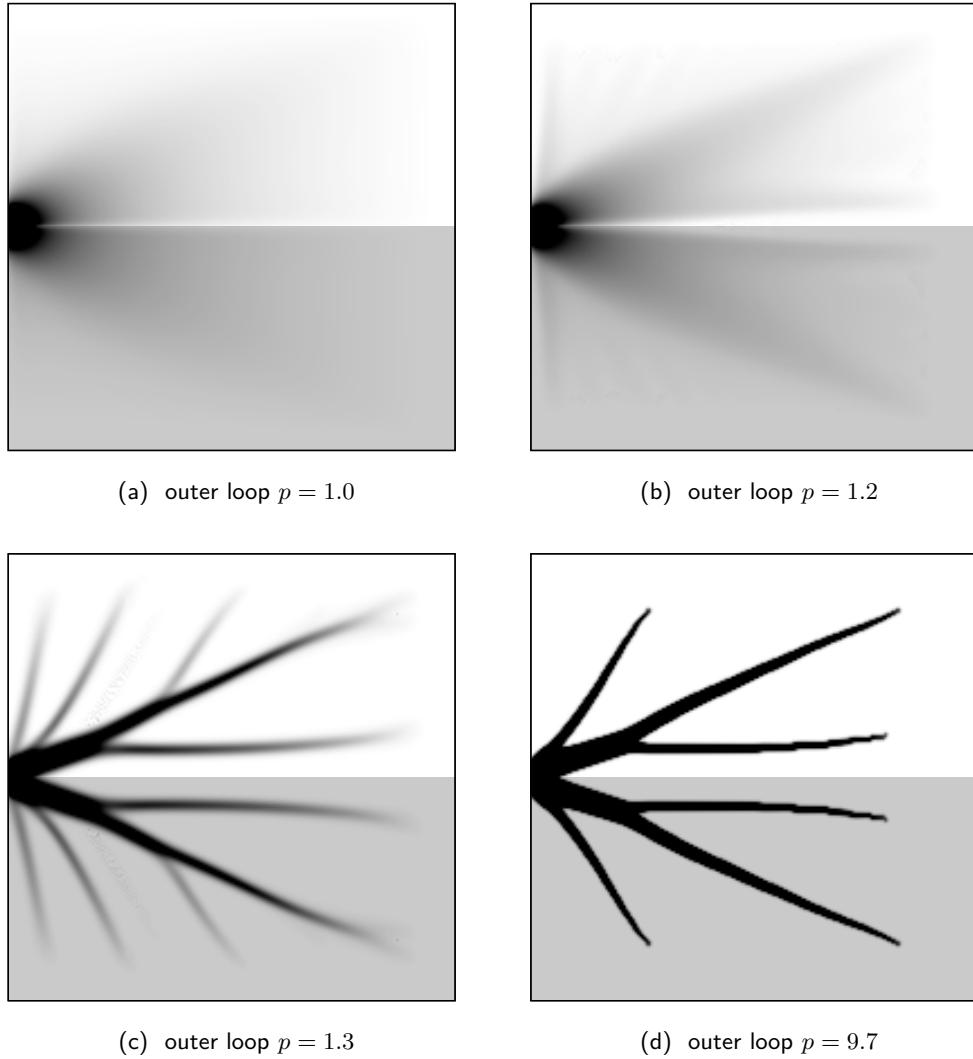 (a) outer loop p = 1.0
(b) outer loop p = 1.2
(c) outer loop p = 1.3
(d) outer loop p = 9.7